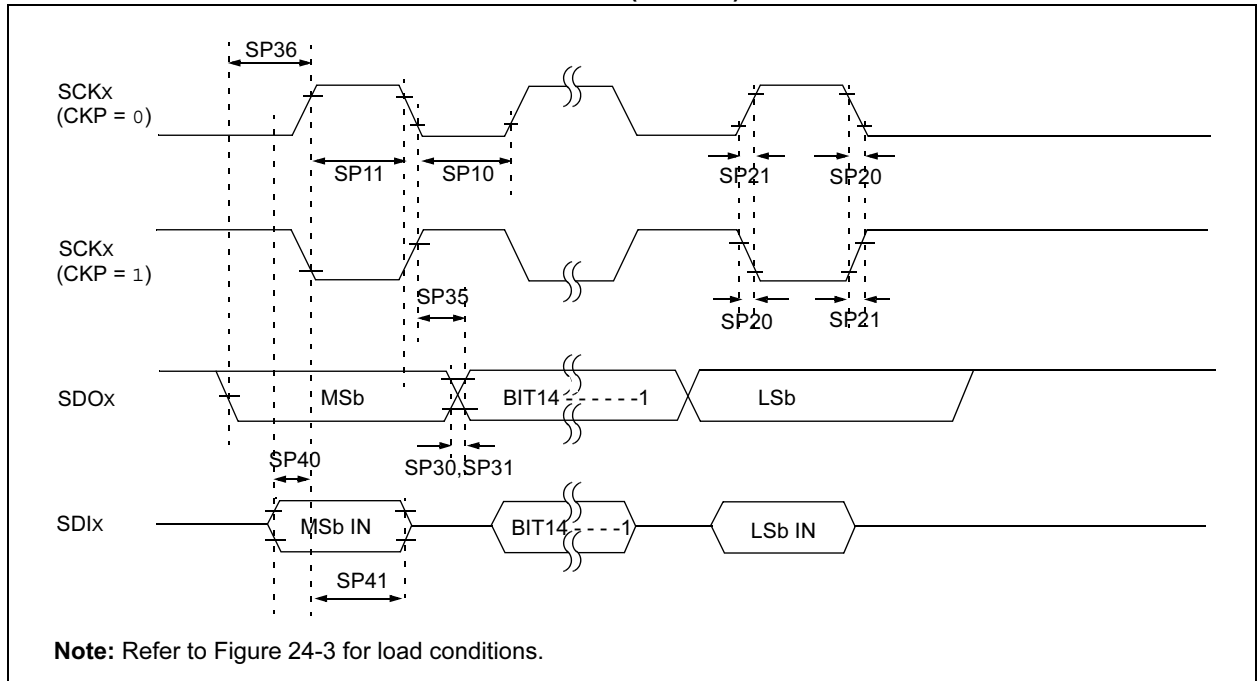 SP36
SCKx
(CKP = 0)
SP11
SP10
SP21
SP20
SCKx
(CKP = 1)
SP35
SP20
SP21
SDOx
MSb
BIT14 - - - - - -1
LSb
SP40
SP30,SP31
SDIx
MSb IN
BIT14 - - - -1
LSb IN
SP41
Note: Refer to Figure 24-3 for load conditions.